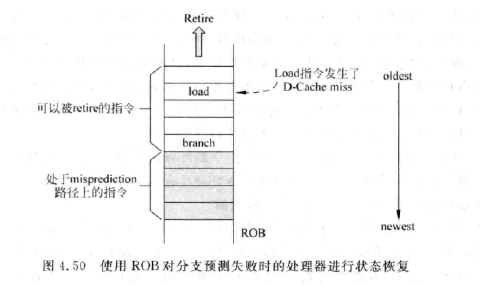 Retire
Load指令发生了
D-Cache miss
oldest
load
可以被retire的指令
branch
处于misprediction
路径上的指令
newest
ROB
图 4.50 使用 ROB 对分支预测失败时的处理器进行状态恢复